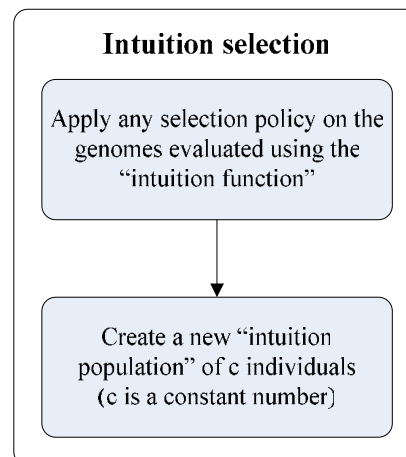 Intuition selection
Apply any selection policy on the
genomes evaluated using the
“intuition function”
Create a new “intuition
population” of c individuals
(c is a constant number)